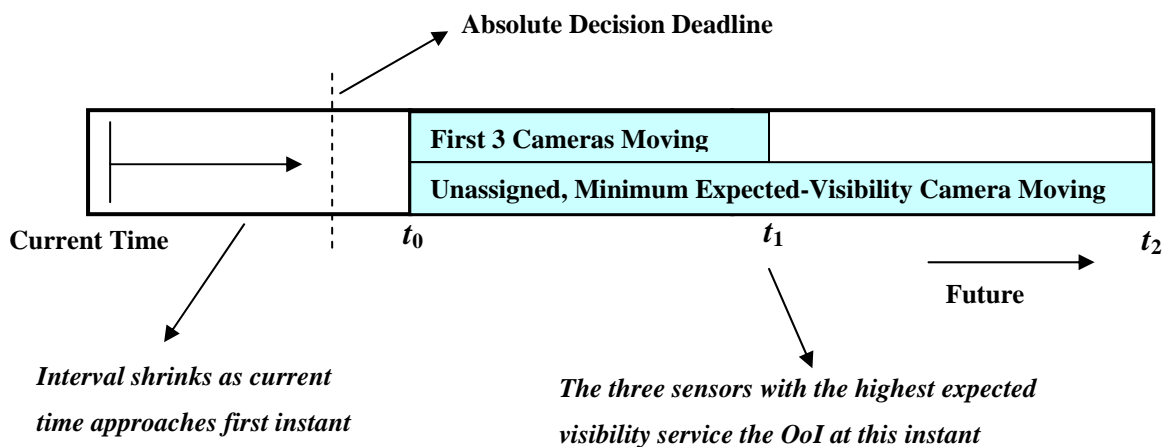 Absolute Decision Deadline
First 3 Cameras Moving
Unassigned, Minimum Expected-Visibility Camera Moving
Current Time
t0
t1
t2
Future
Interval shrinks as current
time approaches first instant
The three sensors with the highest expected
visibility service the OoI at this instant